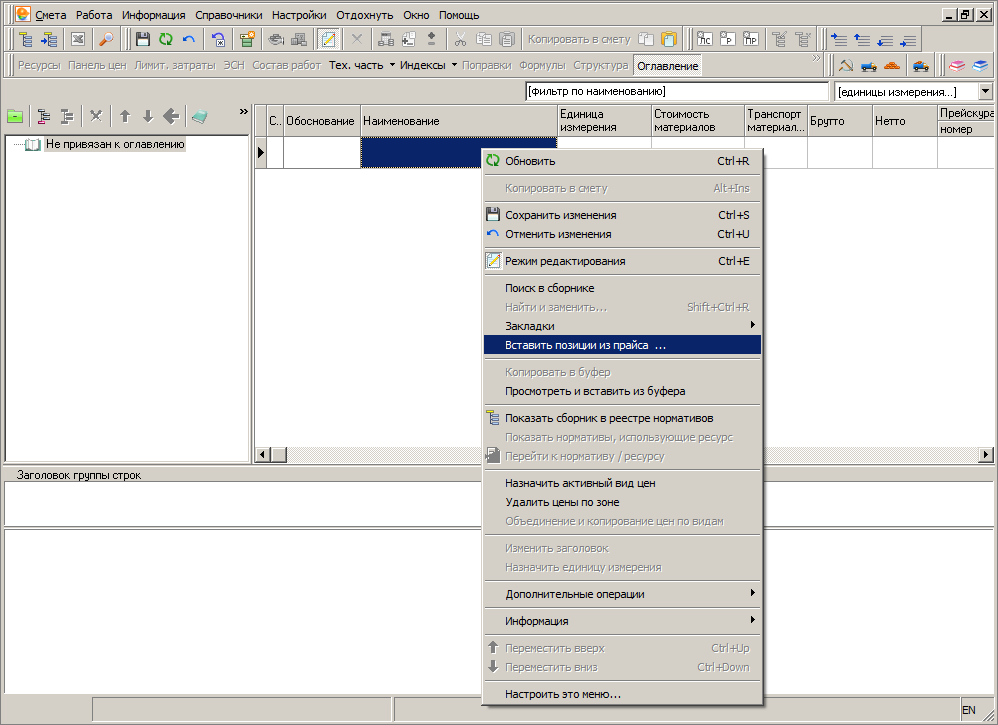 Смета Работа Информация Справочники Настройки Отдохнуть Окно Помощь
Копировать в смету
Ресурсы Панель цен Лимит. затраты ЭСН Состав работ Тех. часть Индексы Поправки Формулы Структура Оглавление
[фильтр по наименованию] [единицы измерения...]
С.. Обоснование Наименование Единица измерения Стоимость материалов Транспорт материал... Брутто Нетто Прейскура номер
Не привязан к оглавлению
Обновить Ctrl+R
Копировать в смету Alt+Ins
Сохранить изменения Ctrl+S
Отменить изменения Ctrl+U
Режим редактирования Ctrl+E
Поиск в сборнике
Найти и заменить... Shift+Ctrl+R
Закладки
Вставить позиции из прайса ...
Копировать в буфер
Просмотреть и вставить из буфера
Показать сборник в реестре нормативов
Показать нормативы, использующие ресурс
Перейти к нормативу / ресурсу
Назначить активный вид цен
Удалить цены по зоне
Объединение и копирование цен по видам
Изменить заголовок
Назначить единицу измерения
Дополнительные операции
Информация
Переместить вверх Ctrl+Up
Переместить вниз Ctrl+Down
Настроить это меню...
Заголовок группы строк
EN